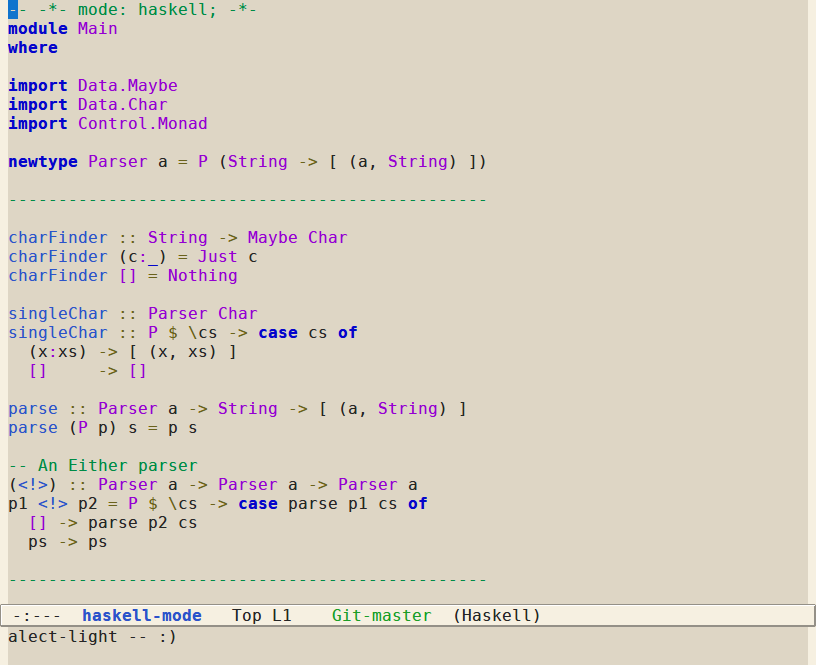 -- -*- mode: haskell; -*-
module Main
where

import Data.Maybe
import Data.Char
import Control.Monad

newtype Parser a = P (String -> [ (a, String) ])

------------------------------------------------

charFinder :: String -> Maybe Char
charFinder (c:_) = Just c
charFinder [] = Nothing

singleChar :: Parser Char
singleChar :: P $ \cs -> case cs of
  (x:xs) -> [ (x, xs) ]
  []     -> []

parse :: Parser a -> String -> [ (a, String) ]
parse (P p) s = p s

-- An Either parser
(<!>) :: Parser a -> Parser a -> Parser a
p1 <!> p2 = P $ \cs -> case parse p1 cs of
  [] -> parse p2 cs
  ps -> ps

------------------------------------------------
-:---  haskell-mode   Top L1    Git-master  (Haskell)
alect-light -- :)